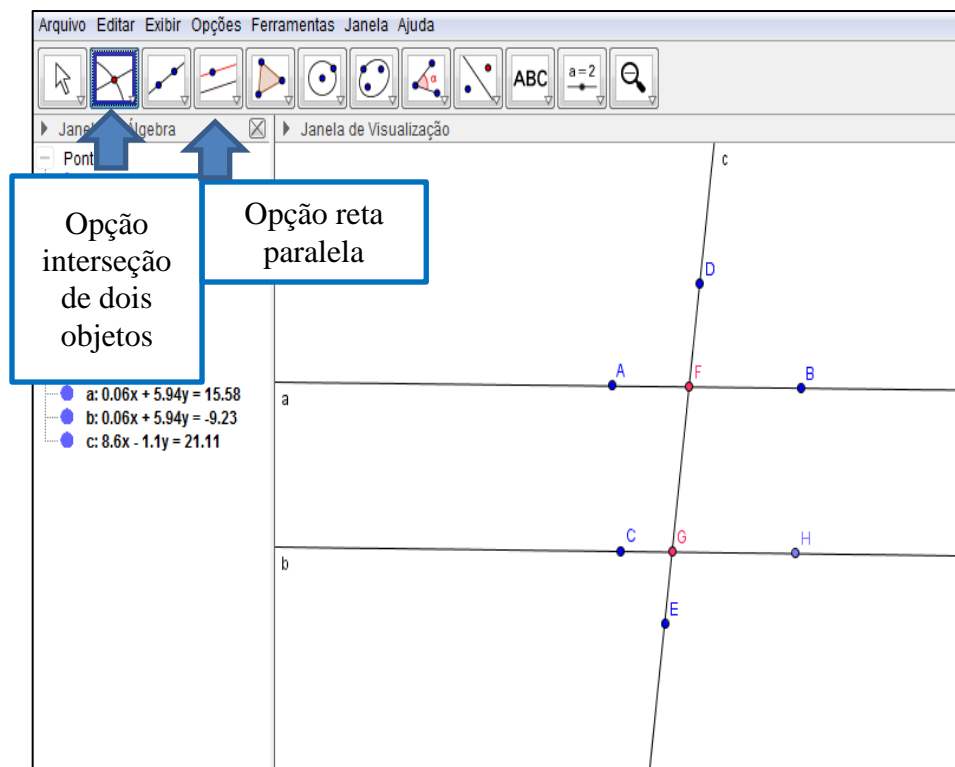 Arquivo Editar Exibir Opções Ferramentas Janela Ajuda
α
ABC
a=2
Álgebra
Janela de Visualização
Opção
interseção
de dois
objetos
Opção reta
paralela
a: 0.06x + 5.94y = 15.58
b: 0.06x + 5.94y = -9.23
c: 8.6x - 1.1y = 21.11
c
D
A
F
B
a
C
G
H
b
E